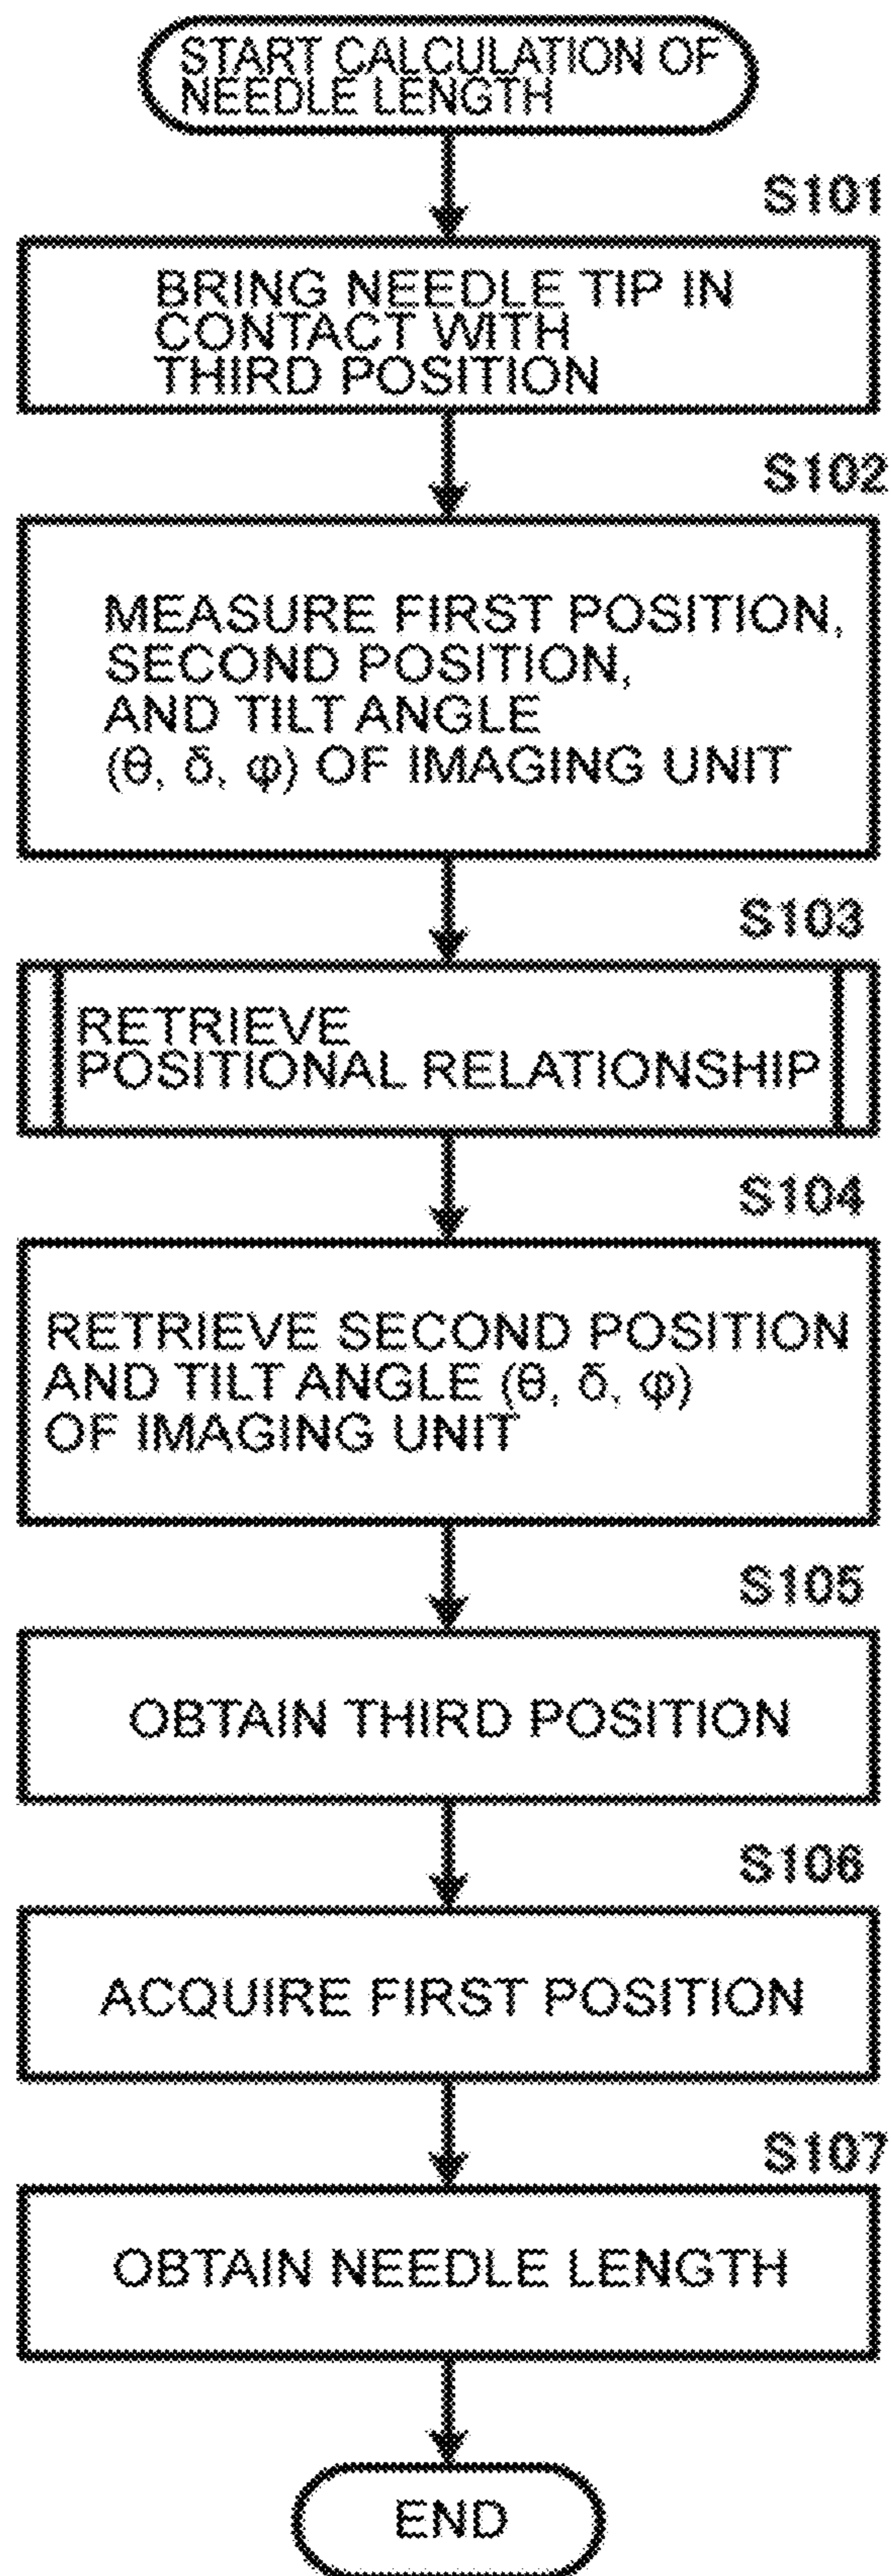 START CALCULATION OF
NEEDLE LENGTH
S101
BRING NEEDLE TIP IN
CONTACT WITH
THIRD POSITION
S102
MEASURE FIRST POSITION,
SECOND POSITION,
AND TILT ANGLE
(θ, δ, φ) OF IMAGING UNIT
S103
RETRIEVE
POSITIONAL RELATIONSHIP
S104
RETRIEVE SECOND POSITION
AND TILT ANGLE (θ, δ, φ)
OF IMAGING UNIT
S105
OBTAIN THIRD POSITION
S106
ACQUIRE FIRST POSITION
S107
OBTAIN NEEDLE LENGTH
END